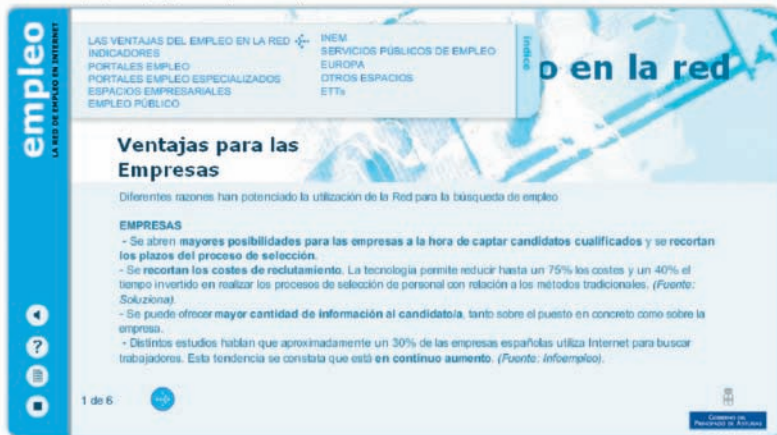 empleo
LA RED DE EMPLEO EN INTERNET
LAS VENTAJAS DEL EMPLEO EN LA RED
INDICADORES
PORTALES EMPLEO
PORTALES EMPLEO ESPECIALIZADOS
ESPACIOS EMPRESARIALES
EMPLEO PÚBLICO
INEM
SERVICIOS PÚBLICOS DE EMPLEO
EUROPA
OTROS ESPACIOS
ETTs
índice
o en la red
Ventajas para las
Empresas
Diferentes razones han potenciado la utilización de la Red para la búsqueda de empleo
EMPRESAS
- Se abren mayores posibilidades para las empresas a la hora de captar candidatos cualificados y se recortan
los plazos del proceso de selección.
- Se recortan los costes de reclutamiento. La tecnología permite reducir hasta un 75% los costes y un 40% el
tiempo invertido en realizar los procesos de selección de personal con relación a los métodos tradicionales. (Fuente:
Soluziona).
- Se puede ofrecer mayor cantidad de información al candidato/a, tanto sobre el puesto en concreto como sobre la
empresa.
- Distintos estudios hablan que aproximadamente un 30% de las empresas españolas utiliza Internet para buscar
trabajadores. Esta tendencia se constata que está en continuo aumento. (Fuente: Infoempleo).
?
1 de 6
GOBIERNO DEL
PRINCIPADO DE ASTURIAS